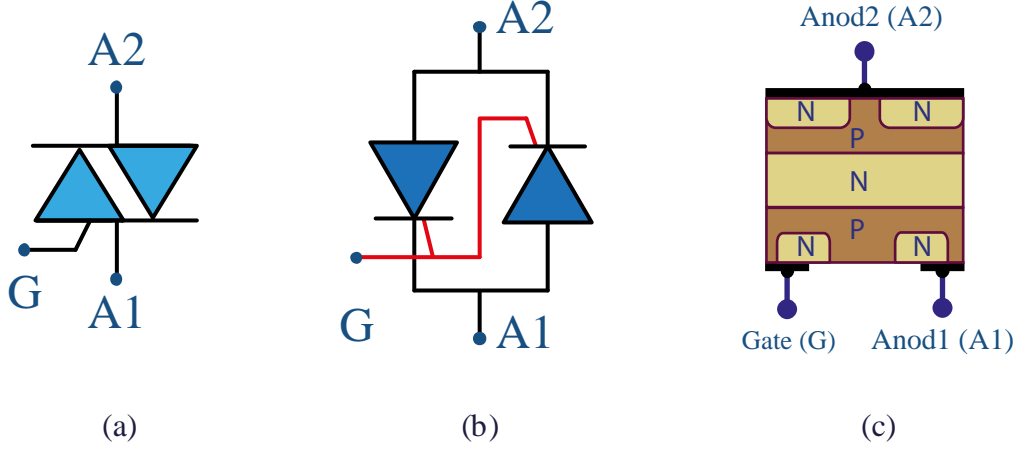 A2
G
A1
(a)
A2
G
A1
(b)
Anod2 (A2)
N N
P
N
P
N N
Gate (G) Anod1 (A1)
(c)